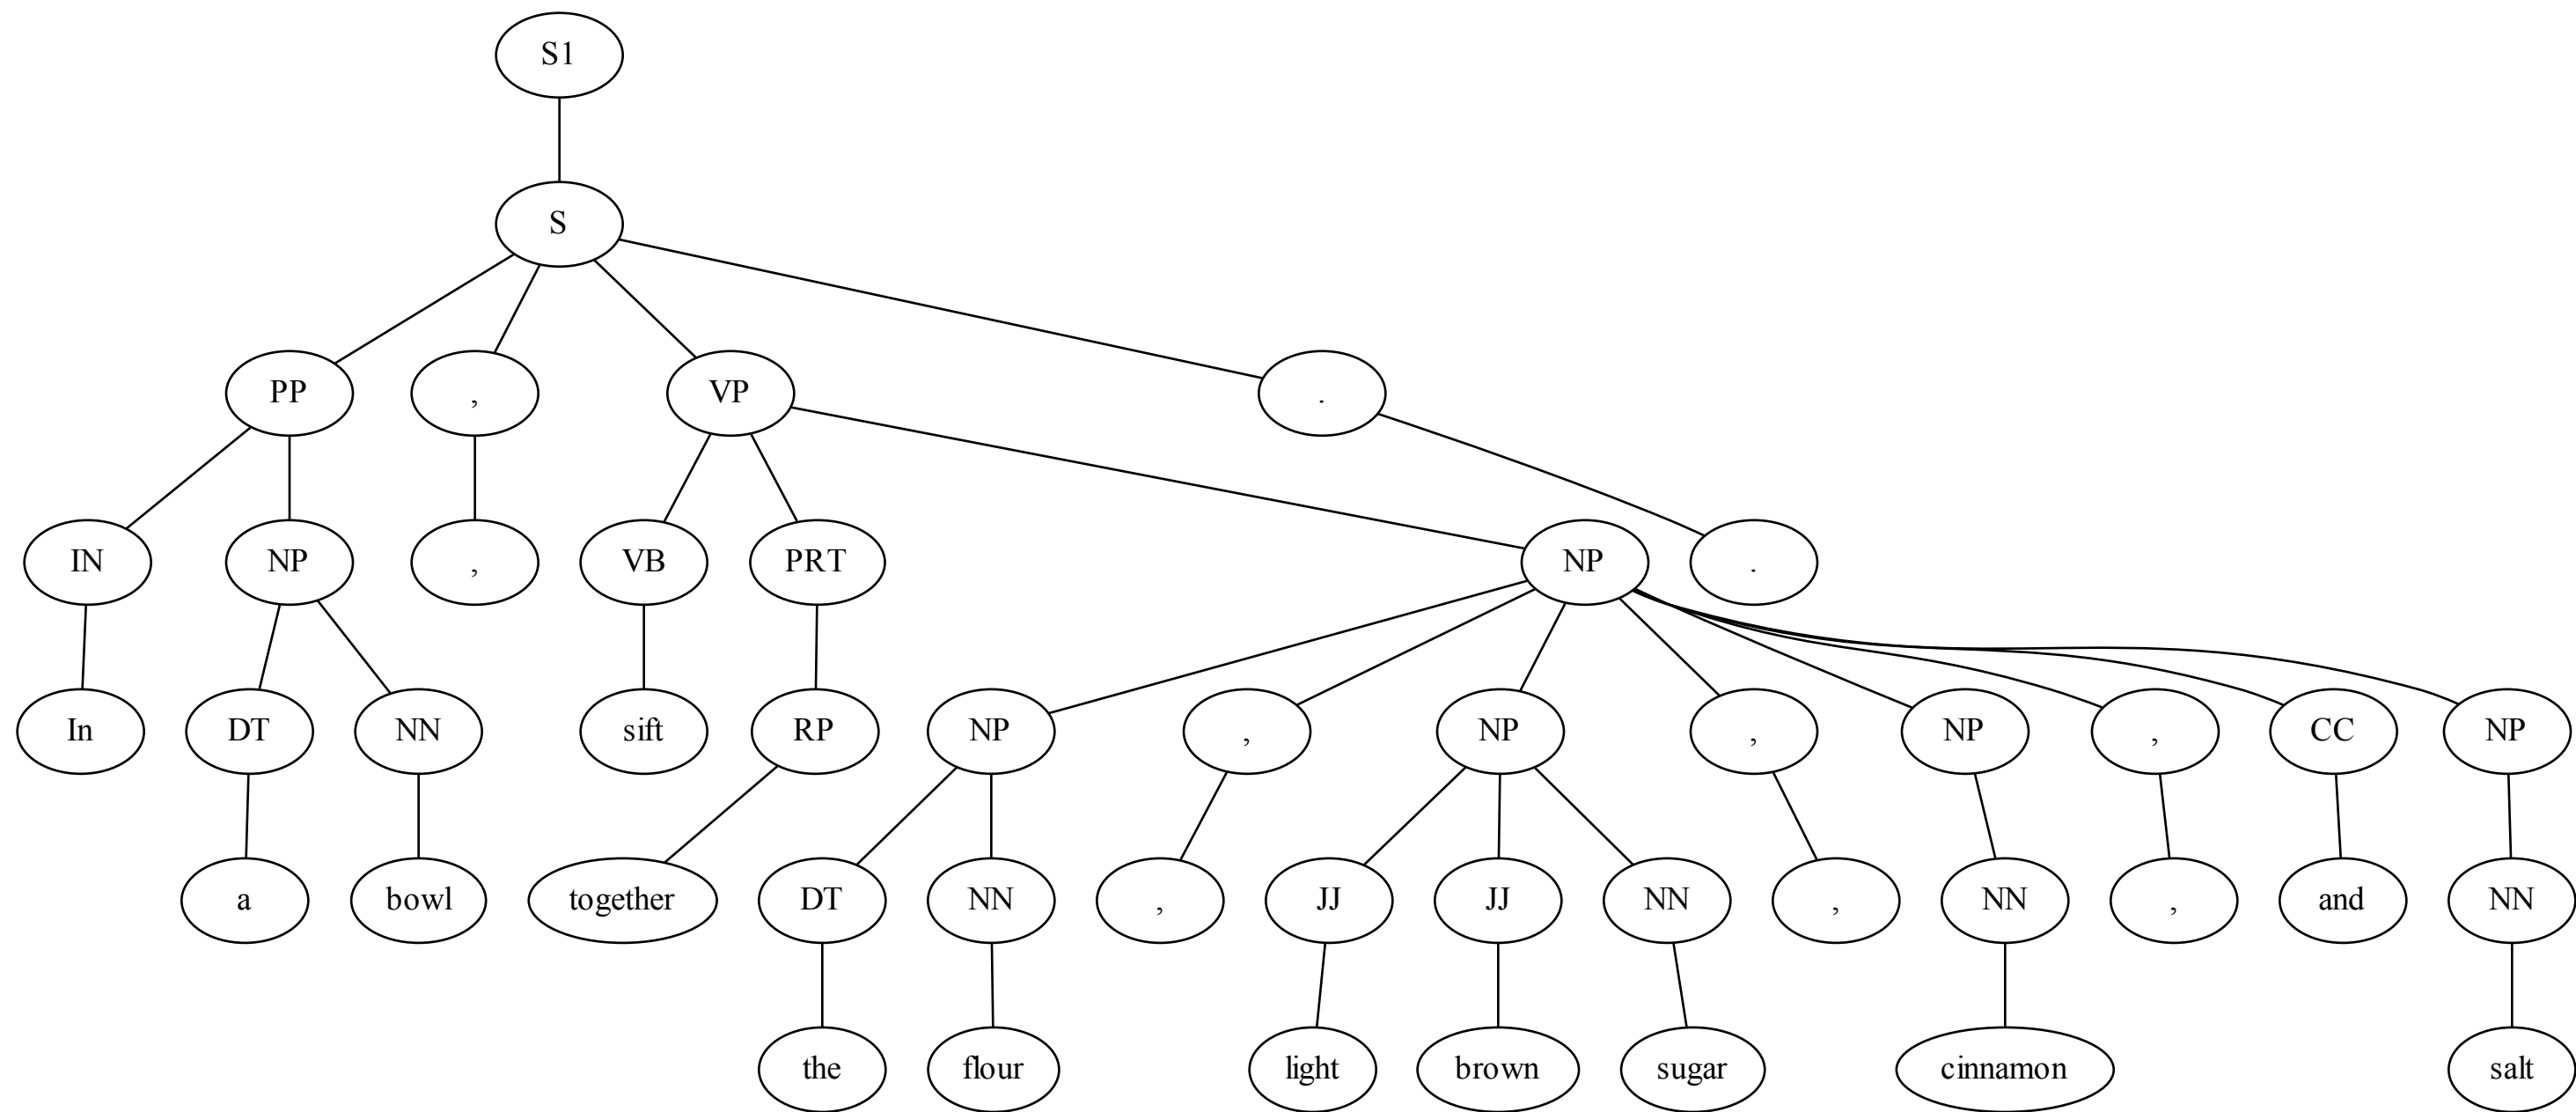 S1
S
PP , VP .
IN NP , VB PRT NP .
In DT NN sift RP NP , NP , NP , CC NP
a bowl together DT NN , JJ JJ NN , NN , and NN
the flour light brown sugar cinnamon salt